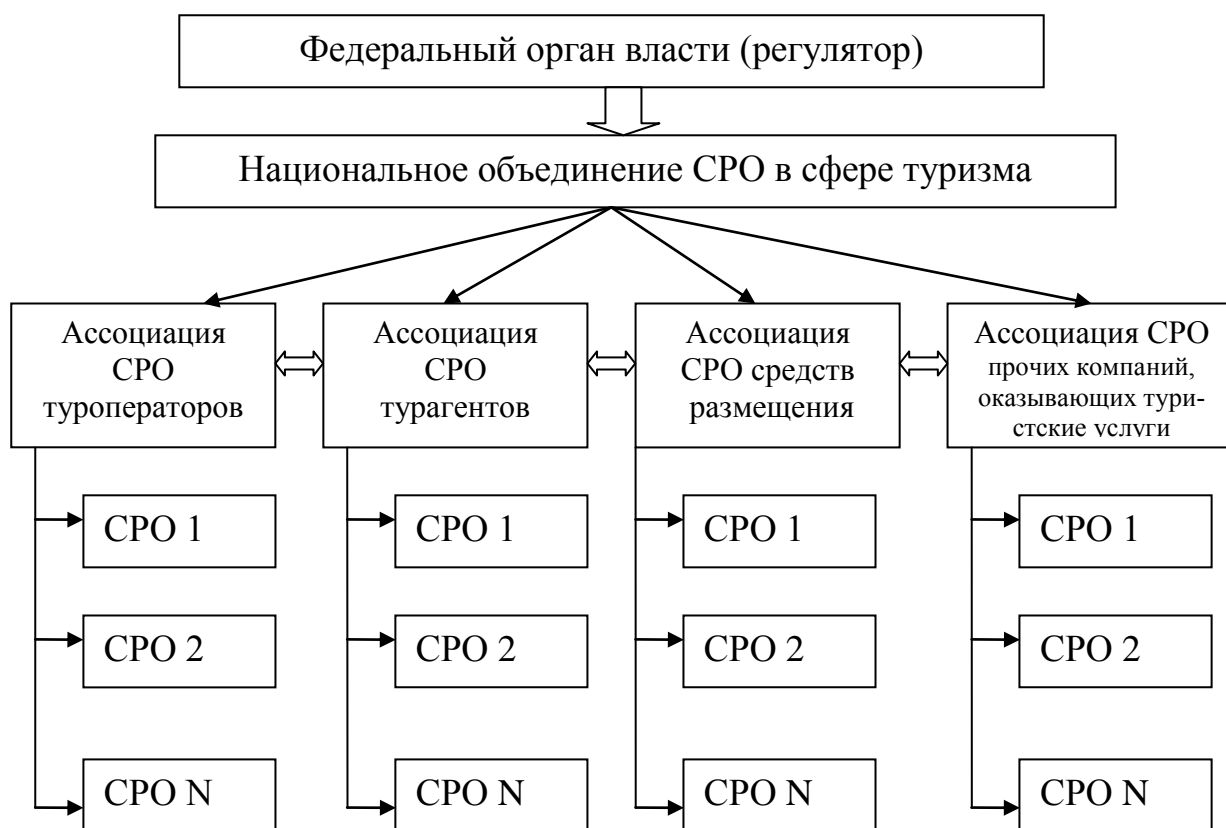 Федеральный орган власти (регулятор)
Национальное объединение СРО в сфере туризма
Ассоциация
СРО
туроператоров
Ассоциация
СРО
турагентов
Ассоциация
СРО средств
размещения
Ассоциация СРО
прочих компаний,
оказывающих тури-
стские услуги
СРО 1
СРО 1
СРО 1
СРО 1
СРО 2
СРО 2
СРО 2
СРО 2
СРО N
СРО N
СРО N
СРО N